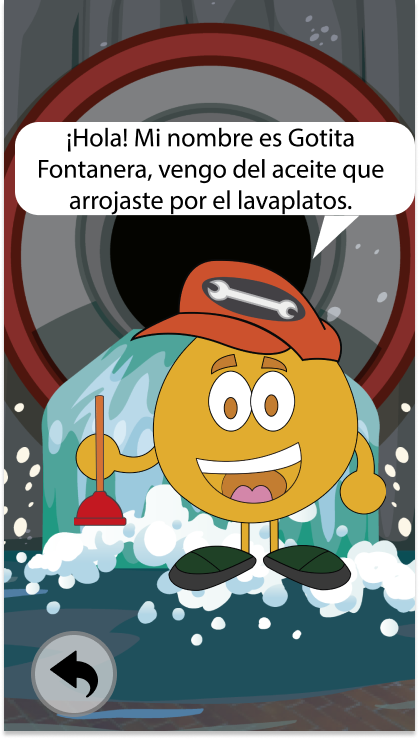 ¡Hola! Mi nombre es Gotita
Fontanera, vengo del aceite que
arrojaste por el lavaplatos.